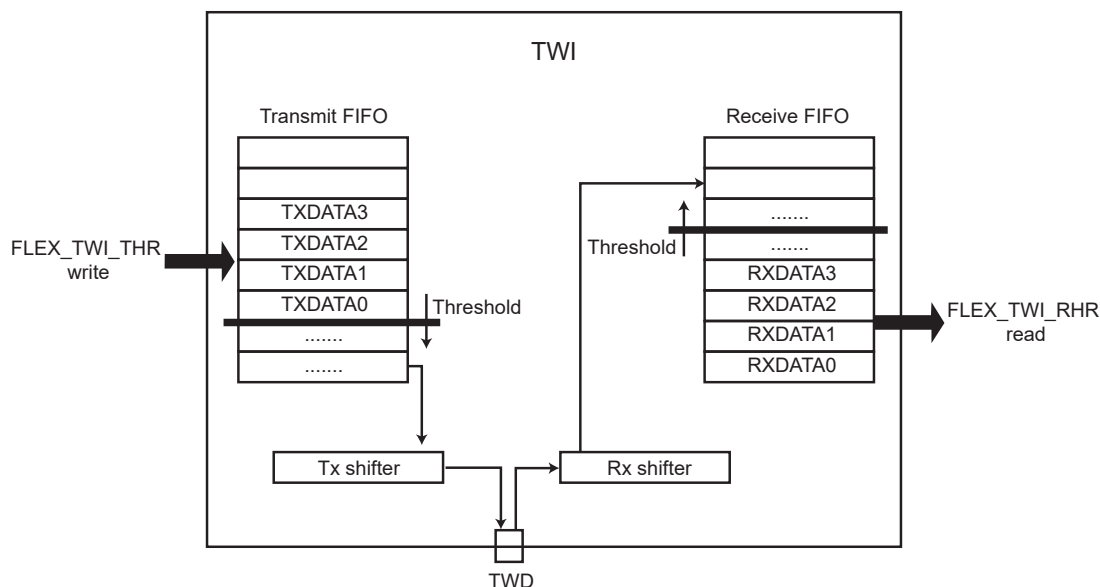 TWI
Transmit FIFO
Receive FIFO
TXDATA3
TXDATA2
TXDATA1
TXDATA0
.......
.......
FLEX_TWI_THR
write
Threshold
.......
.......
RXDATA3
RXDATA2
RXDATA1
RXDATA0
Threshold
FLEX_TWI_RHR
read
Tx shifter
Rx shifter
TWD